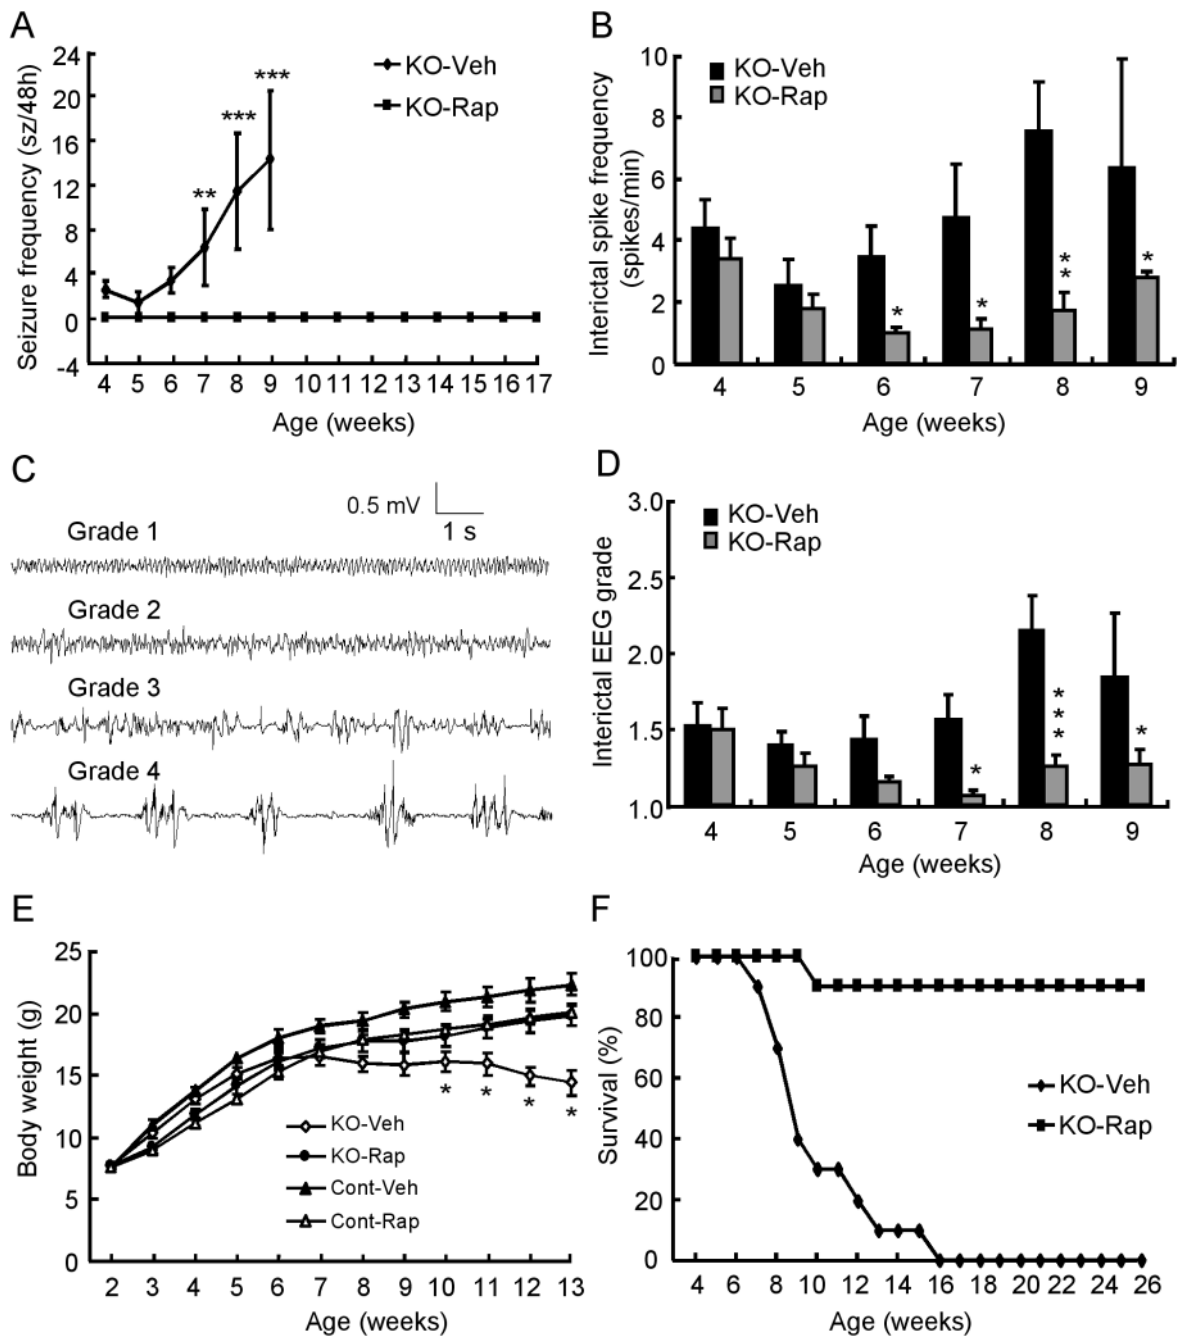 A
Seizure frequency (sz/48h)
24
20
16
12
8
4
0
-4
KO-Veh
KO-Rap
**
***
***
4 5 6 7 8 9 10 11 12 13 14 15 16 17
Age (weeks)
B
Interictal spike frequency
(spikes/min)
10
8
6
4
2
0
KO-Veh
KO-Rap
*
*
**
*
4 5 6 7 8 9
Age (weeks)
C
0.5 mV
1 s
Grade 1
Grade 2
Grade 3
Grade 4
D
Interictal EEG grade
3.0
2.5
2.0
1.5
1.0
KO-Veh
KO-Rap
*
***
*
4 5 6 7 8 9
Age (weeks)
E
Body weight (g)
25
20
15
10
5
0
* * * *
KO-Veh
KO-Rap
Cont-Veh
Cont-Rap
2 3 4 5 6 7 8 9 10 11 12 13
Age (weeks)
F
Survival (%)
100
80
60
40
20
0
KO-Veh
KO-Rap
4 6 8 10 12 14 16 18 20 22 24 26
Age (weeks)